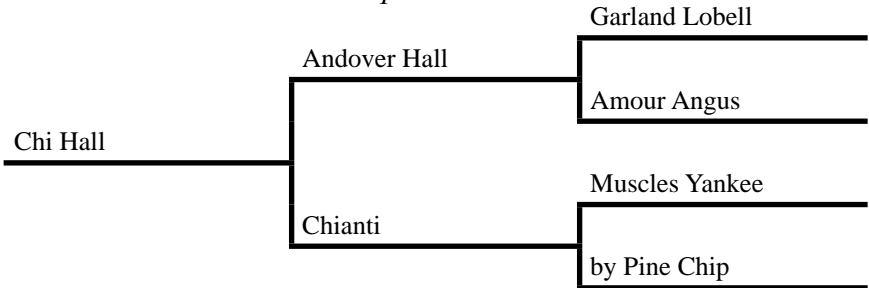 Garland Lobell
Andover Hall
Amour Angus
Chi Hall
Muscles Yankee
Chianti
by Pine Chip